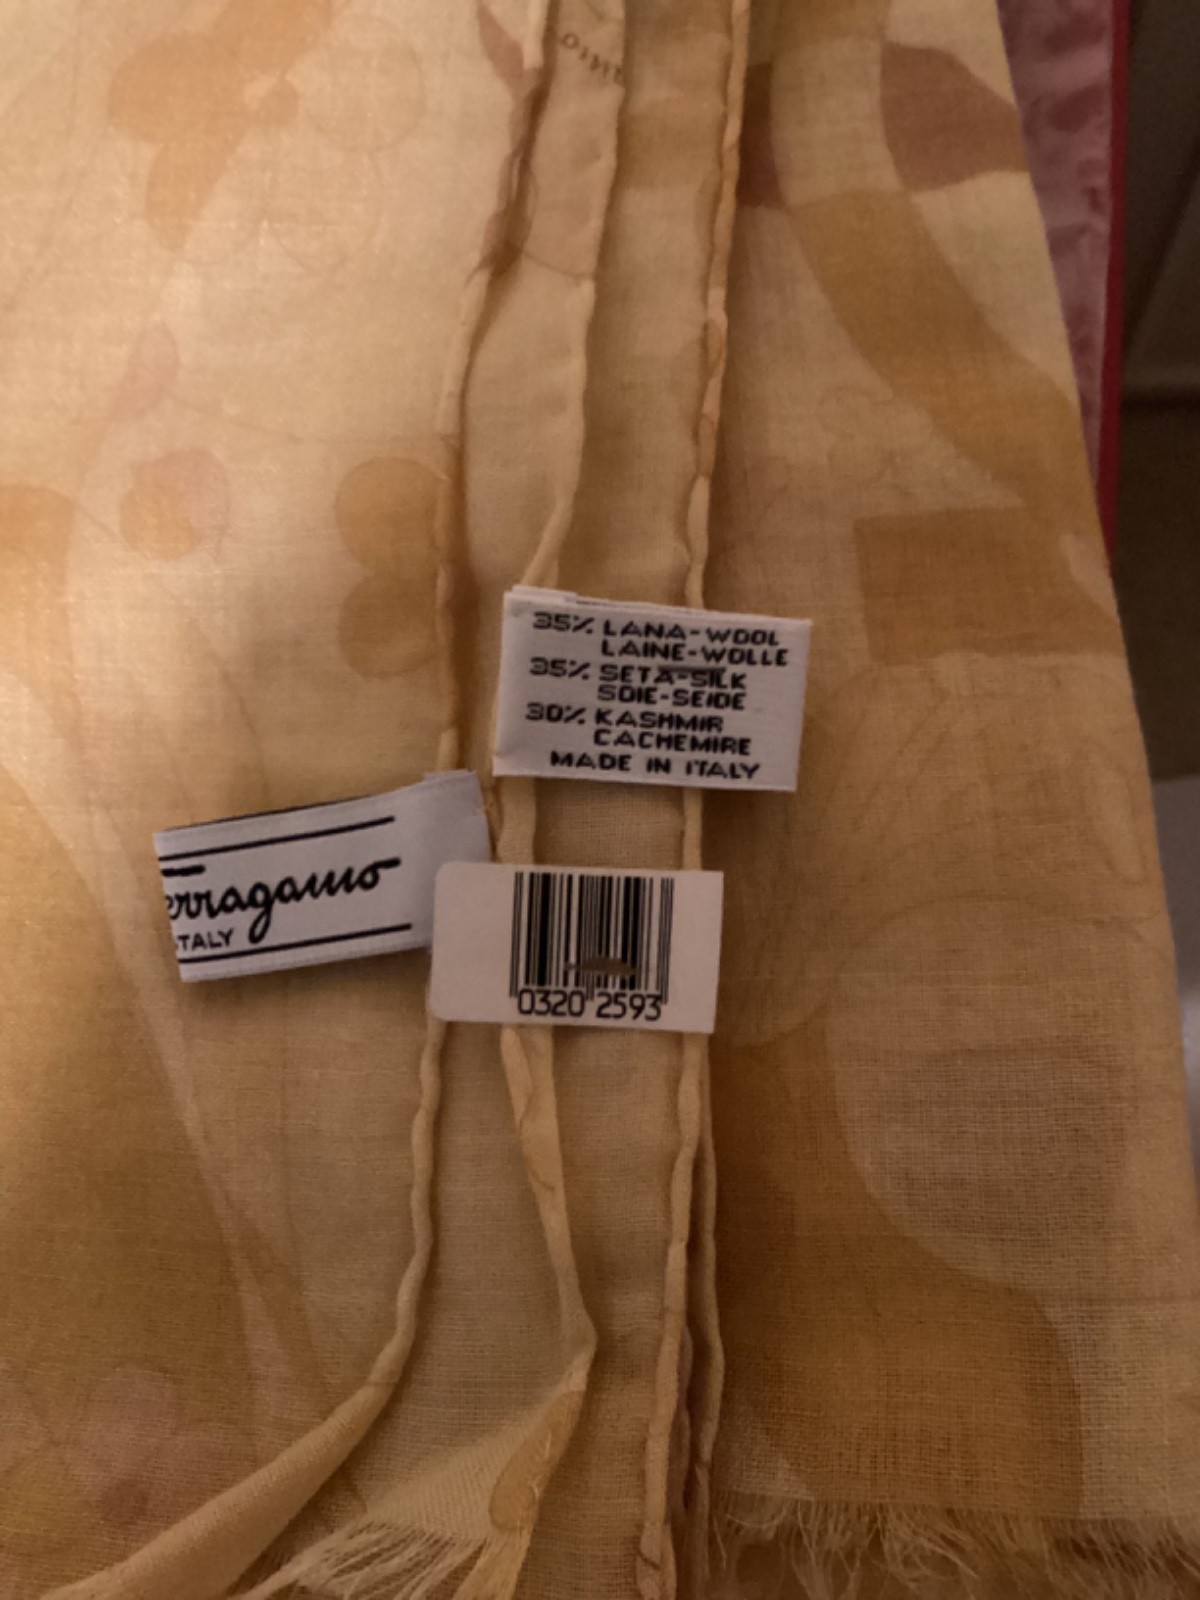 35% LANA-WOOL
LAINE-WOLLE
35% SETA-SILK
SOIE-SEIDE
30% KASHMIR
CACHEMIRE
MADE IN ITALY
erragamo
TALY
0320 2593